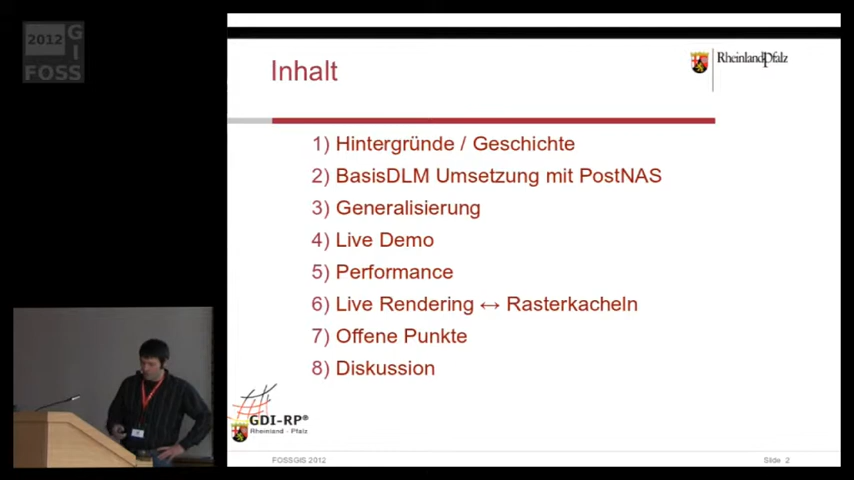 2012
GIS
FOSS
Inhalt
RheinlandPfalz
1) Hintergründe / Geschichte
2) BasisDLM Umsetzung mit PostNAS
3) Generalisierung
4) Live Demo
5) Performance
6) Live Rendering ↔ Rasterkacheln
7) Offene Punkte
8) Diskussion
GDI-RP®
Rheinland - Pfalz
FOSSGIS 2012
Slide 2